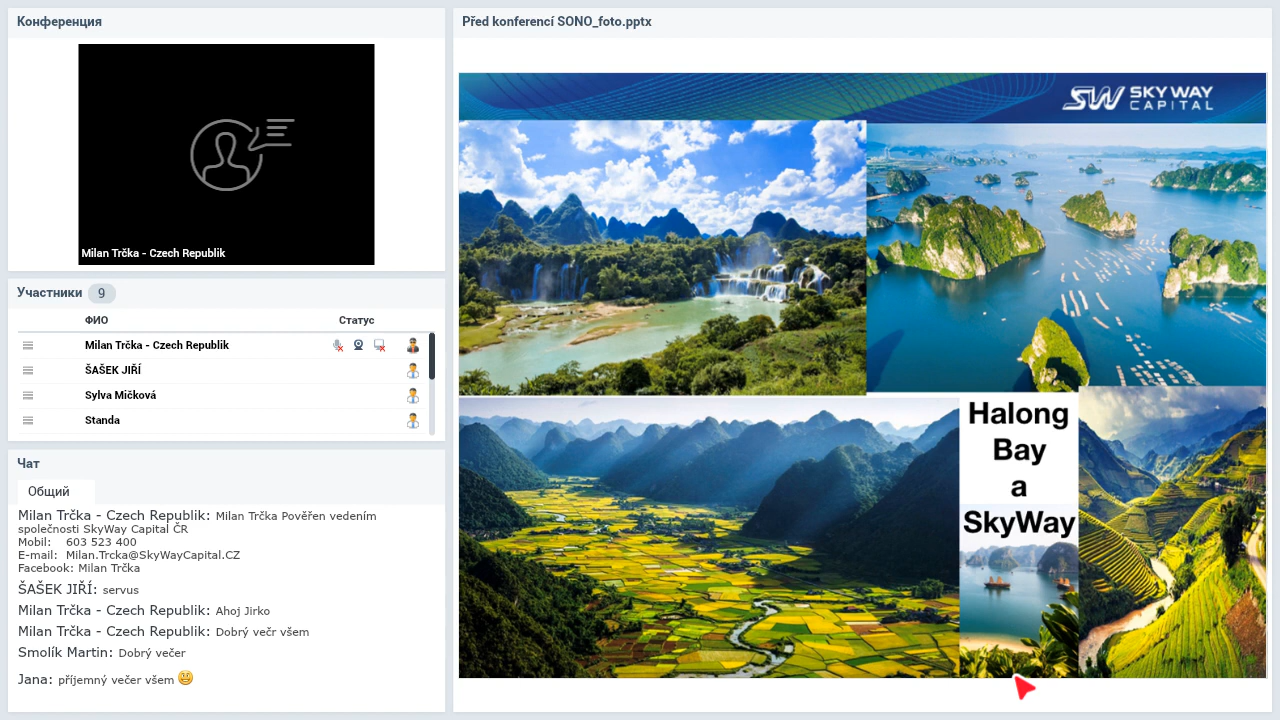 Конференция
Milan Trčka - Czech Republik
Участники 9
ФИО Статус
Milan Trčka - Czech Republik
ŠAŠEK JIŘÍ
Sylva Mičková
Standa
Чат
Общий
Milan Trčka - Czech Republik: Milan Trčka Pověřen vedením
společnosti SkyWay Capital ČR
Mobil: 603 523 400
E-mail: Milan.Trcka@SkyWayCapital.CZ
Facebook: Milan Trčka
ŠAŠEK JIŘÍ: servus
Milan Trčka - Czech Republik: Ahoj Jirko
Milan Trčka - Czech Republik: Dobrý večr všem
Smolík Martin: Dobrý večer
Jana: příjemný večer všem
Před konferencí SONO_foto.pptx
SW SKY WAY
CAPITAL
Halong
Bay
a
SkyWay